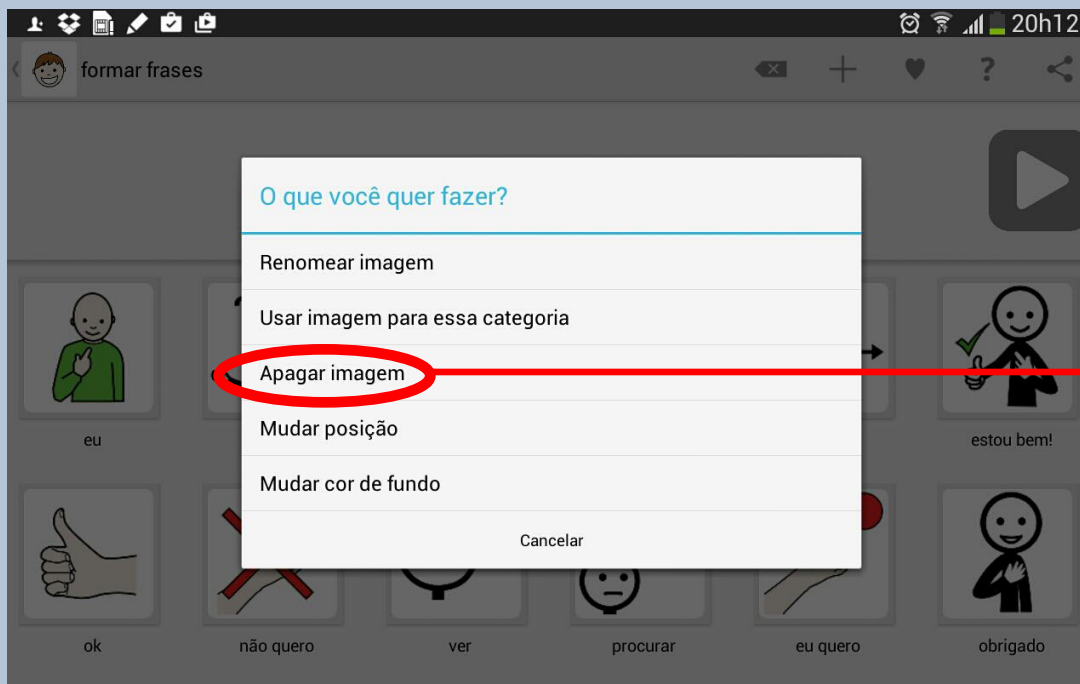 20h12
formar frases
?
O que você quer fazer?
Renomear imagem
Usar imagem para essa categoria
Apagar imagem
Mudar posição
Mudar cor de fundo
Cancelar
eu
estou bem!
ok
não quero
ver
procurar
eu quero
obrigado